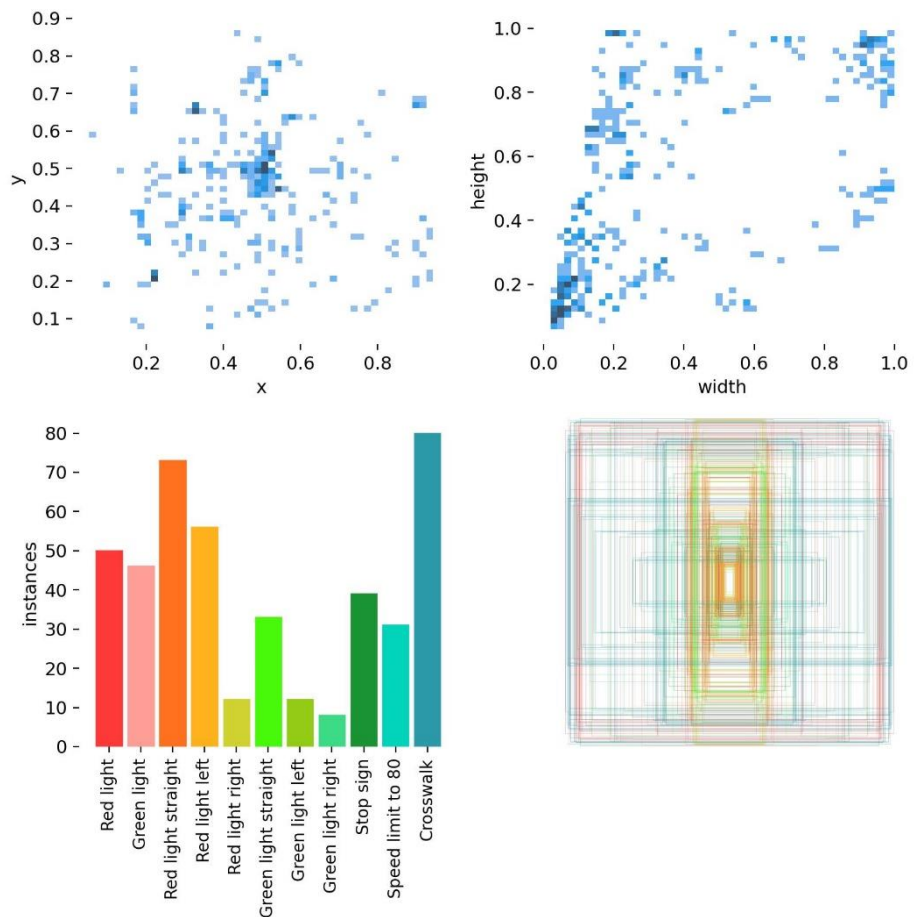 0.9
0.8
0.7
0.6
0.5
0.4
0.3
0.2
0.1
y
0.2 0.4 0.6 0.8
x
1.0
0.8
0.6
0.4
0.2
height
0.0 0.2 0.4 0.6 0.8 1.0
width
80
70
60
50
40
30
20
10
0
instances
Red light
Green light
Red light straight
Red light left
Red light right
Green light straight
Green light left
Green light right
Stop sign
Speed limit to 80
Crosswalk